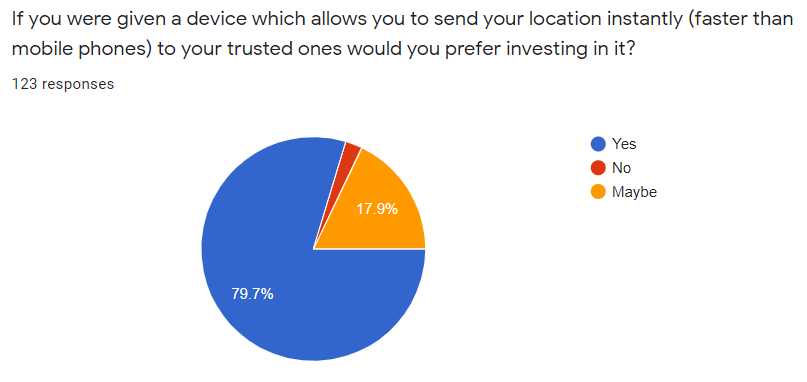 If you were given a device which allows you to send your location instantly (faster than
mobile phones) to your trusted ones would you prefer investing in it?
123 responses
Yes
No
Maybe
17.9%
79.7%